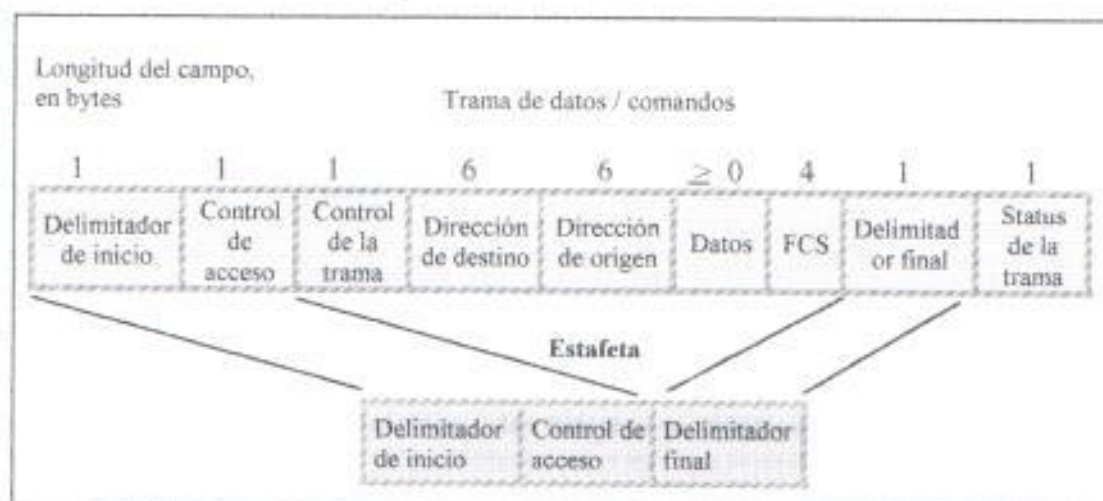 Longitud del campo,
en bytes
Trama de datos / comandos
1 1 1 6 6 ≥ 0 4 1 1
Delimitador
de inicio
Control
de
acceso
Control
de la
trama
Dirección
de destino
Dirección
de origen
Datos
FCS
Delimitad
or final
Status
de la
trama
Estafeta
Delimitador
de inicio
Control de
acceso
Delimitador
final